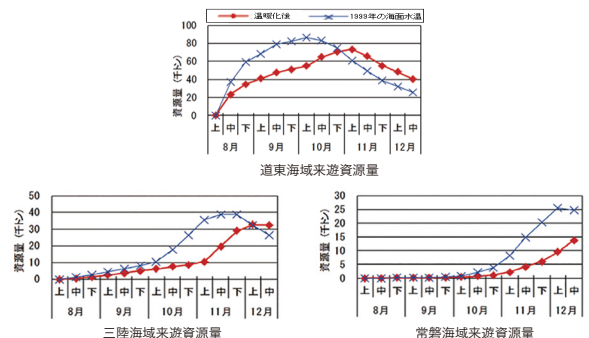 温暖化後 1999年の海面水温
資源量(千トン)
100
80
60
40
20
0
上 中 下 上 中 下 上 中 下 上 中 下 上 中
8月 9月 10月 11月 12月
道東海域来遊資源量
資源量(千トン)
50
40
30
20
10
0
上 中 下 上 中 下 上 中 下 上 中 下 上 中
8月 9月 10月 11月 12月
三陸海域来遊資源量
資源量(千トン)
30
25
20
15
10
5
0
上 中 下 上 中 下 上 中 下 上 中 下 上 中
8月 9月 10月 11月 12月
常磐海域来遊資源量